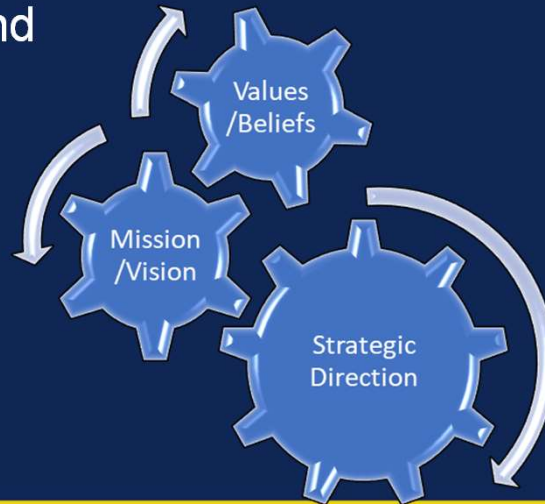 nd
Values
/Beliefs
Mission
/Vision
Strategic
Direction